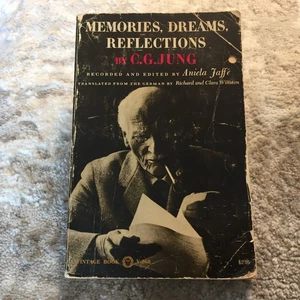 MEMORIES, DREAMS,
REFLECTIONS
BY C.G. JUNG
RECORDED AND EDITED BY Aniela Jaffé
TRANSLATED FROM THE GERMAN BY Richard and Clara Winston
VINTAGE BOOK